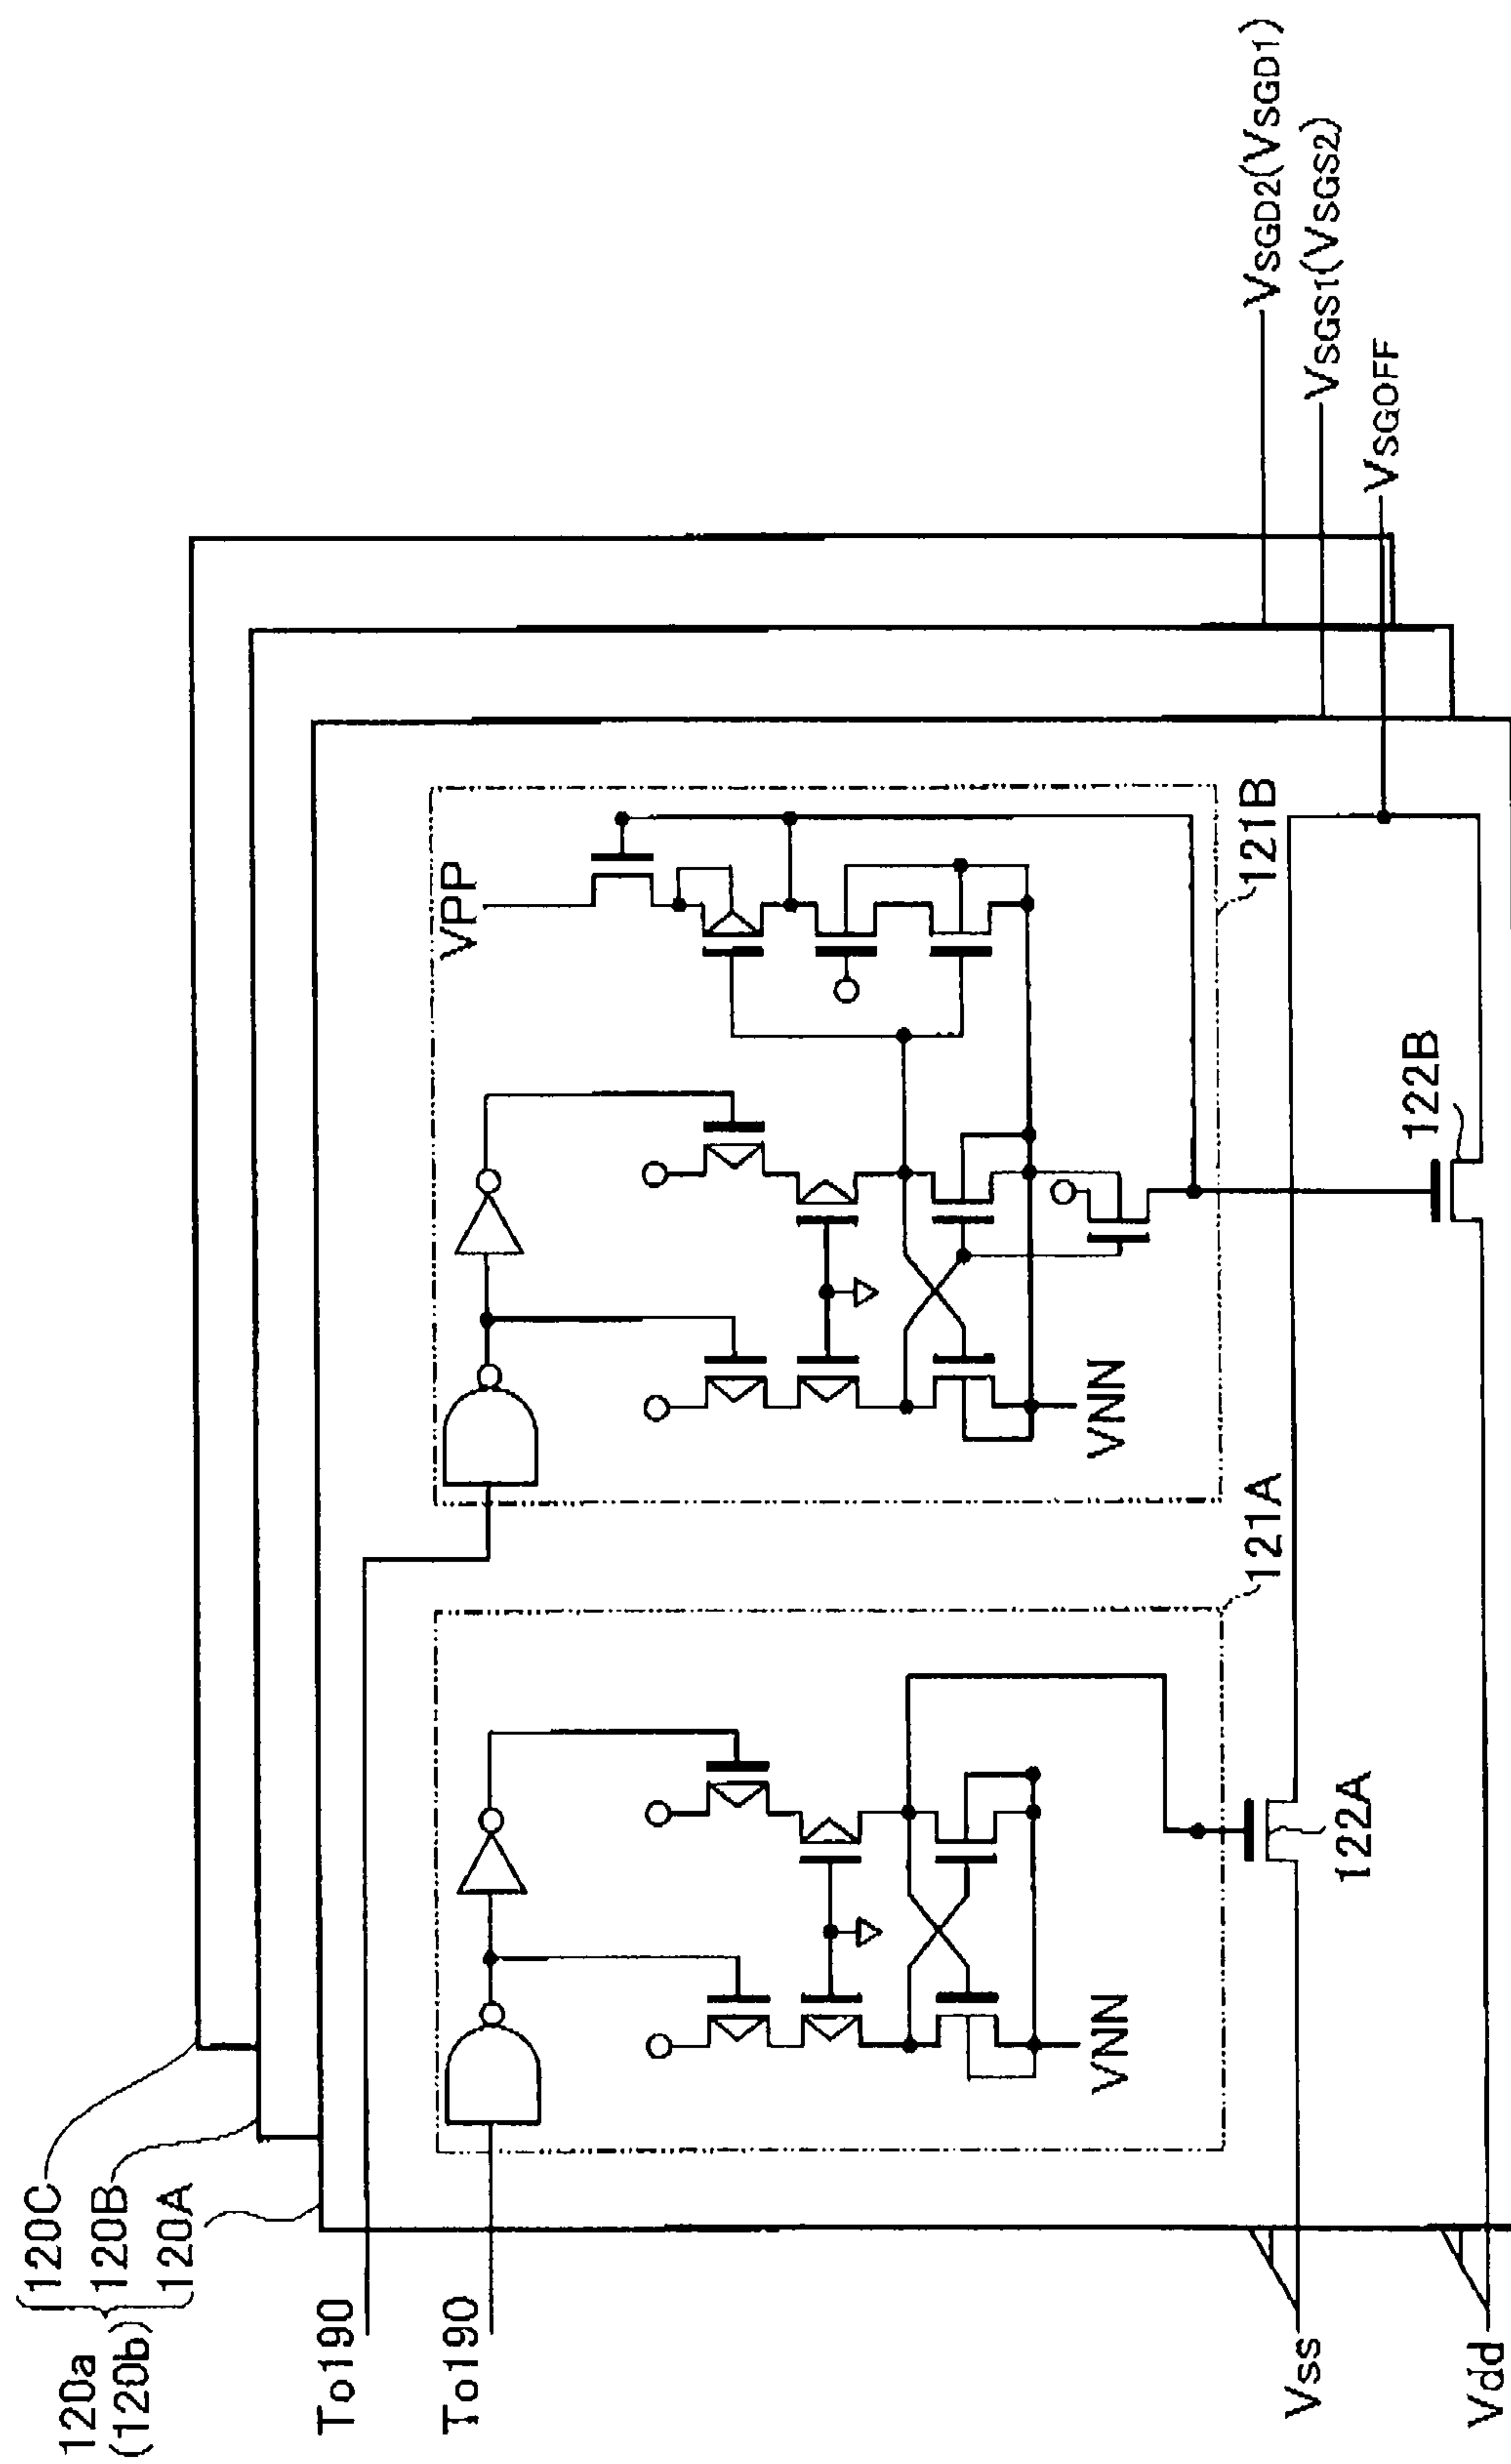 120a
(120b)
120C
120B
120A
To190
To190
Vss
Vdd
VPP
VNN
VNN
121A
121B
122A
122B
VSGD2(VSGD1)
VSGS1(VSGS2)
VSGOFF